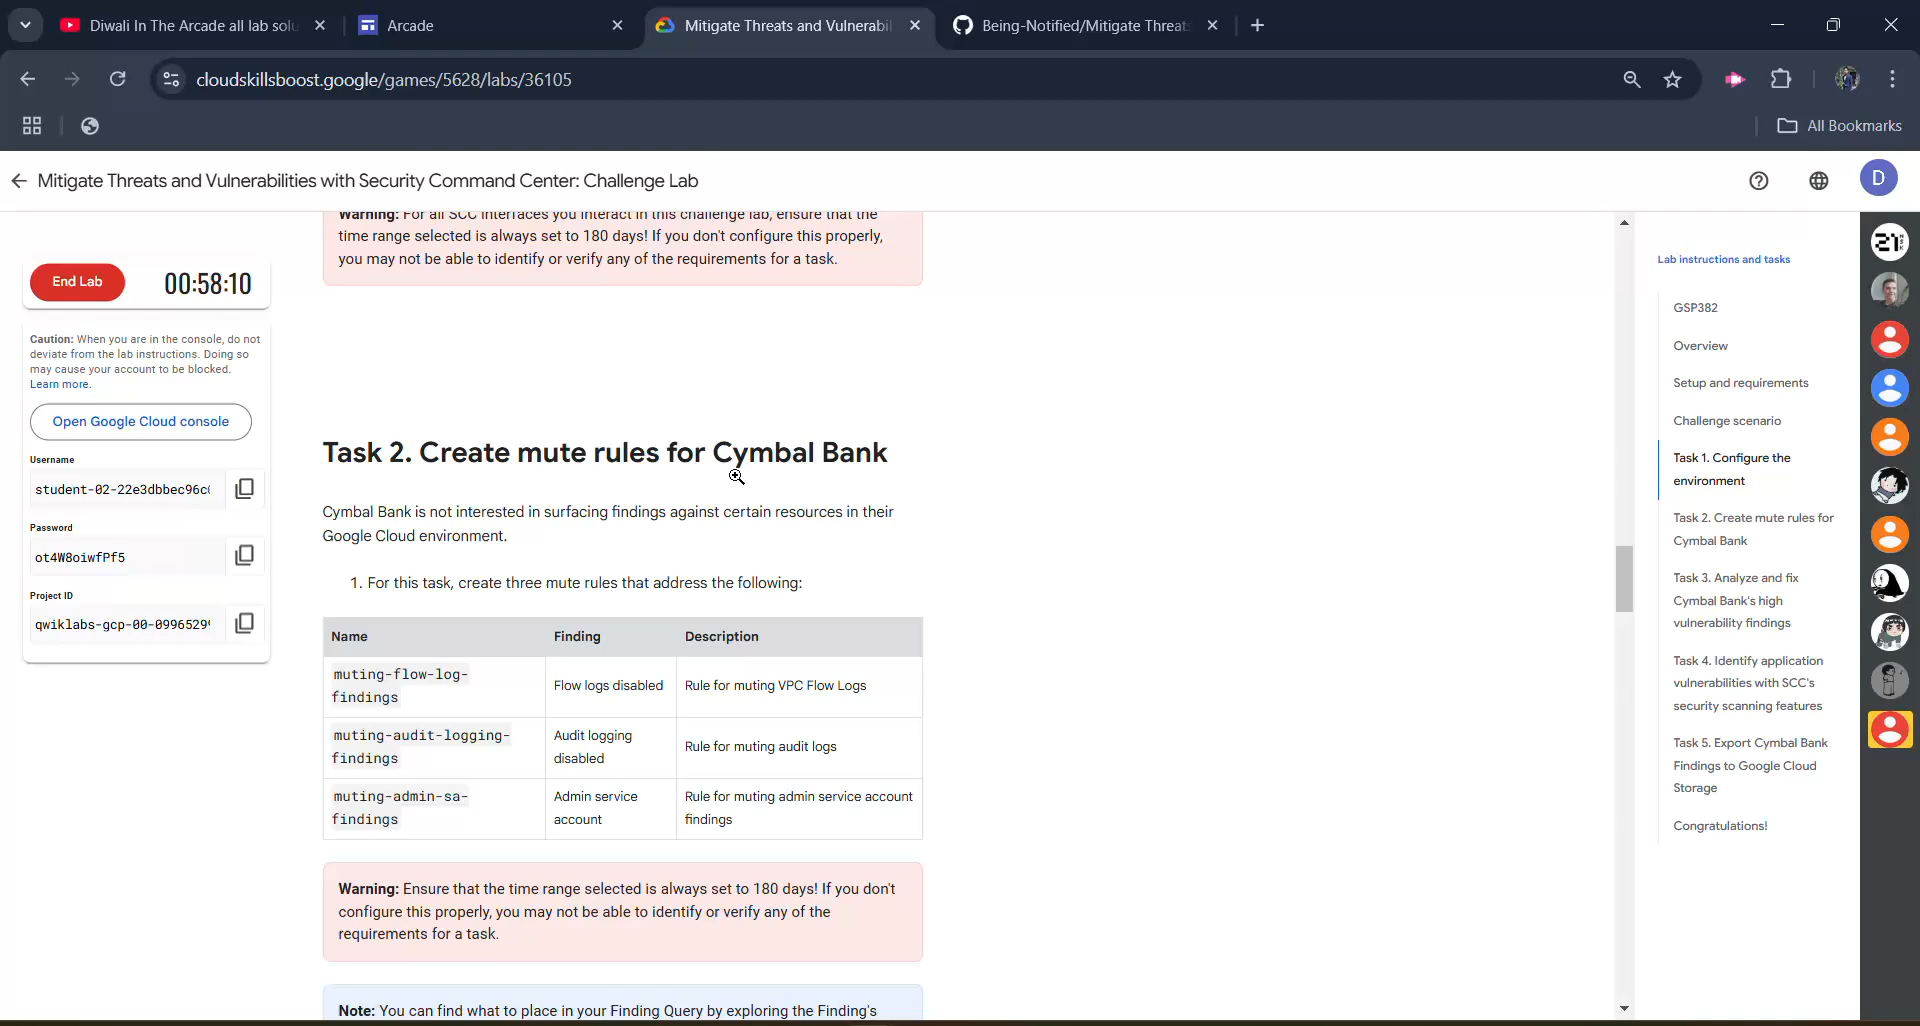 Diwali In The Arcade all lab solu
Arcade
Mitigate Threats and Vulnerabil
Being-Notified/Mitigate Threats
cloudskillsboost.google/games/5628/labs/36105
All Bookmarks
Mitigate Threats and Vulnerabilities with Security Command Center: Challenge Lab
D
End Lab
00:58:10
Caution: When you are in the console, do not
deviate from the lab instructions. Doing so
may cause your account to be blocked.
Learn more.
Open Google Cloud console
Username
student-02-22e3dbbec96c
Password
ot4W8oiwfPf5
Project ID
qwiklabs-gcp-00-0996529
Warning: For all SCC interfaces you interact in this challenge lab, ensure that the
time range selected is always set to 180 days! If you don't configure this properly,
you may not be able to identify or verify any of the requirements for a task.
Task 2. Create mute rules for Cymbal Bank
Cymbal Bank is not interested in surfacing findings against certain resources in their
Google Cloud environment.
1. For this task, create three mute rules that address the following:
Name Finding Description
muting-flow-log-
findings
Flow logs disabled
Rule for muting VPC Flow Logs
muting-audit-logging-
findings
Audit logging
disabled
Rule for muting audit logs
muting-admin-sa-
findings
Admin service
account
Rule for muting admin service account
findings
Warning: Ensure that the time range selected is always set to 180 days! If you don't
configure this properly, you may not be able to identify or verify any of the
requirements for a task.
Note: You can find what to place in your Finding Query by exploring the Finding's
Lab instructions and tasks
GSP382
Overview
Setup and requirements
Challenge scenario
Task 1. Configure the
environment
Task 2. Create mute rules for
Cymbal Bank
Task 3. Analyze and fix
Cymbal Bank's high
vulnerability findings
Task 4. Identify application
vulnerabilities with SCC's
security scanning features
Task 5. Export Cymbal Bank
Findings to Google Cloud
Storage
Congratulations!